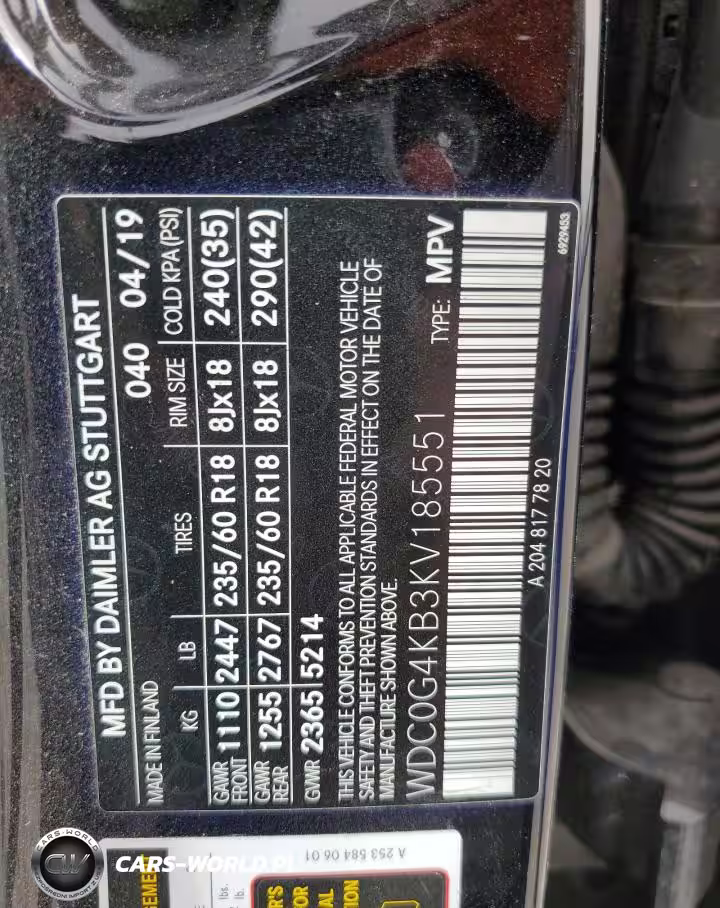 MFD BY DAIMLER AG STUTTGART
MADE IN FINLAND 040 04/19
KG LB TIRES RIM SIZE COLD KPA (PSI)
GAWR FRONT 1110 2447 235/60 R18 8Jx18 240(35)
GAWR REAR 1255 2767 235/60 R18 8Jx18 290(42)
GVWR 2365 5214
THIS VEHICLE CONFORMS TO ALL APPLICABLE FEDERAL MOTOR VEHICLE
SAFETY AND THEFT PREVENTION STANDARDS IN EFFECT ON THE DATE OF
MANUFACTURE SHOWN ABOVE.
WDC0G4KB3KV185551 TYPE: MPV
A 204 817 78 20
6929453
A 253 584 06 01
lbs.
CARS-WORLD
CW
CARS-WORLD.PL